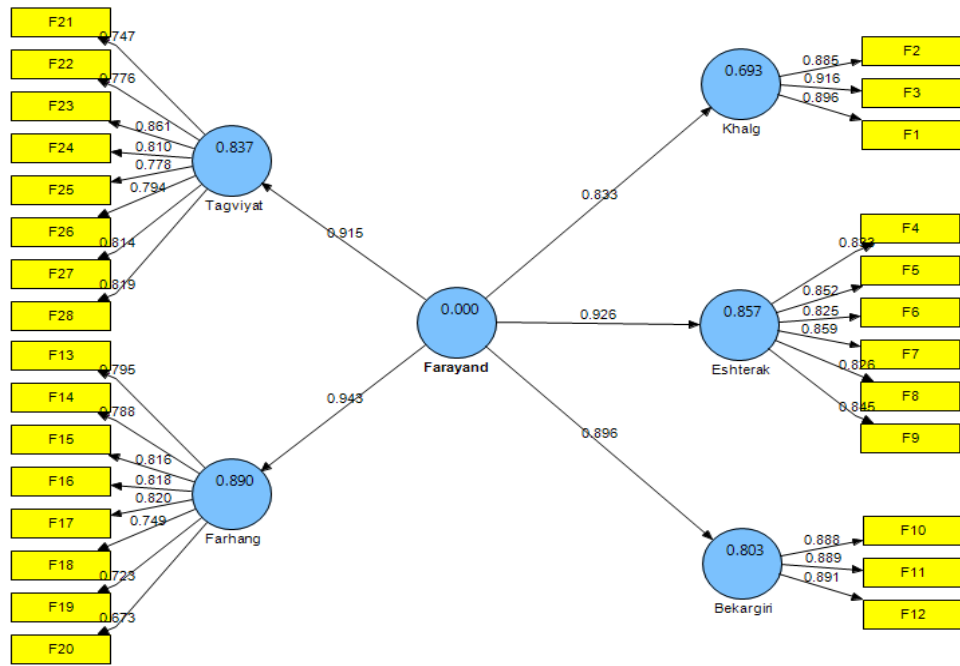 F21
0.747
F22
0.776
F23
0.861
F24
0.810
F25
0.778
F26
0.794
F27
0.814
F28
0.819
0.837
Tagviyat
0.915
F13
0.795
F14
0.788
F15
0.816
F16
0.818
F17
0.820
F18
0.749
F19
0.723
F20
0.673
0.890
Farhang
0.943
0.000
Farayand
0.833
0.693
Khalg
0.885
F2
0.916
F3
0.896
F1
0.926
0.857
Eshterak
0.833
F4
0.852
F5
0.825
F6
0.859
F7
0.826
F8
0.845
F9
0.896
0.803
Bekargiri
0.888
F10
0.889
F11
0.891
F12